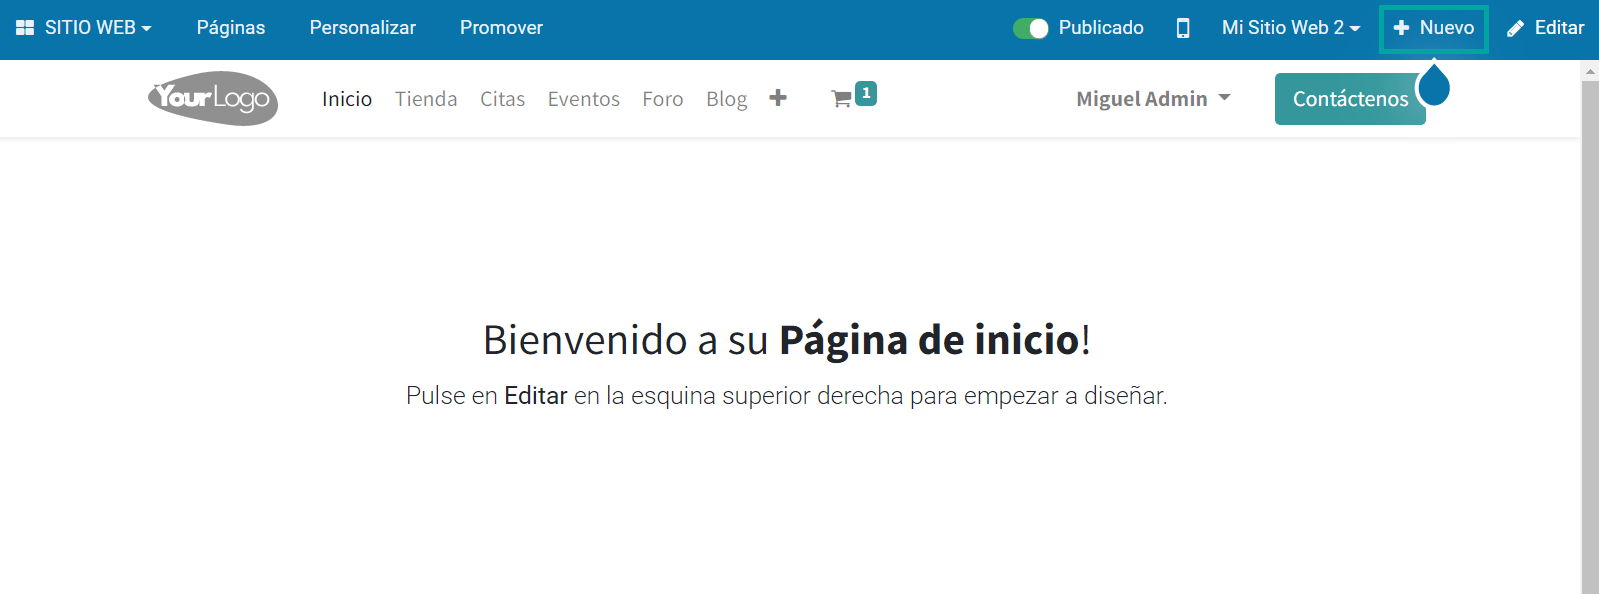 SITIO WEB Páginas Personalizar Promover Publicado Mi Sitio Web 2 Nuevo Editar
YourLogo Inicio Tienda Citas Eventos Foro Blog 1 Miguel Admin Contáctenos
Bienvenido a su Página de inicio!
Pulse en Editar en la esquina superior derecha para empezar a diseñar.